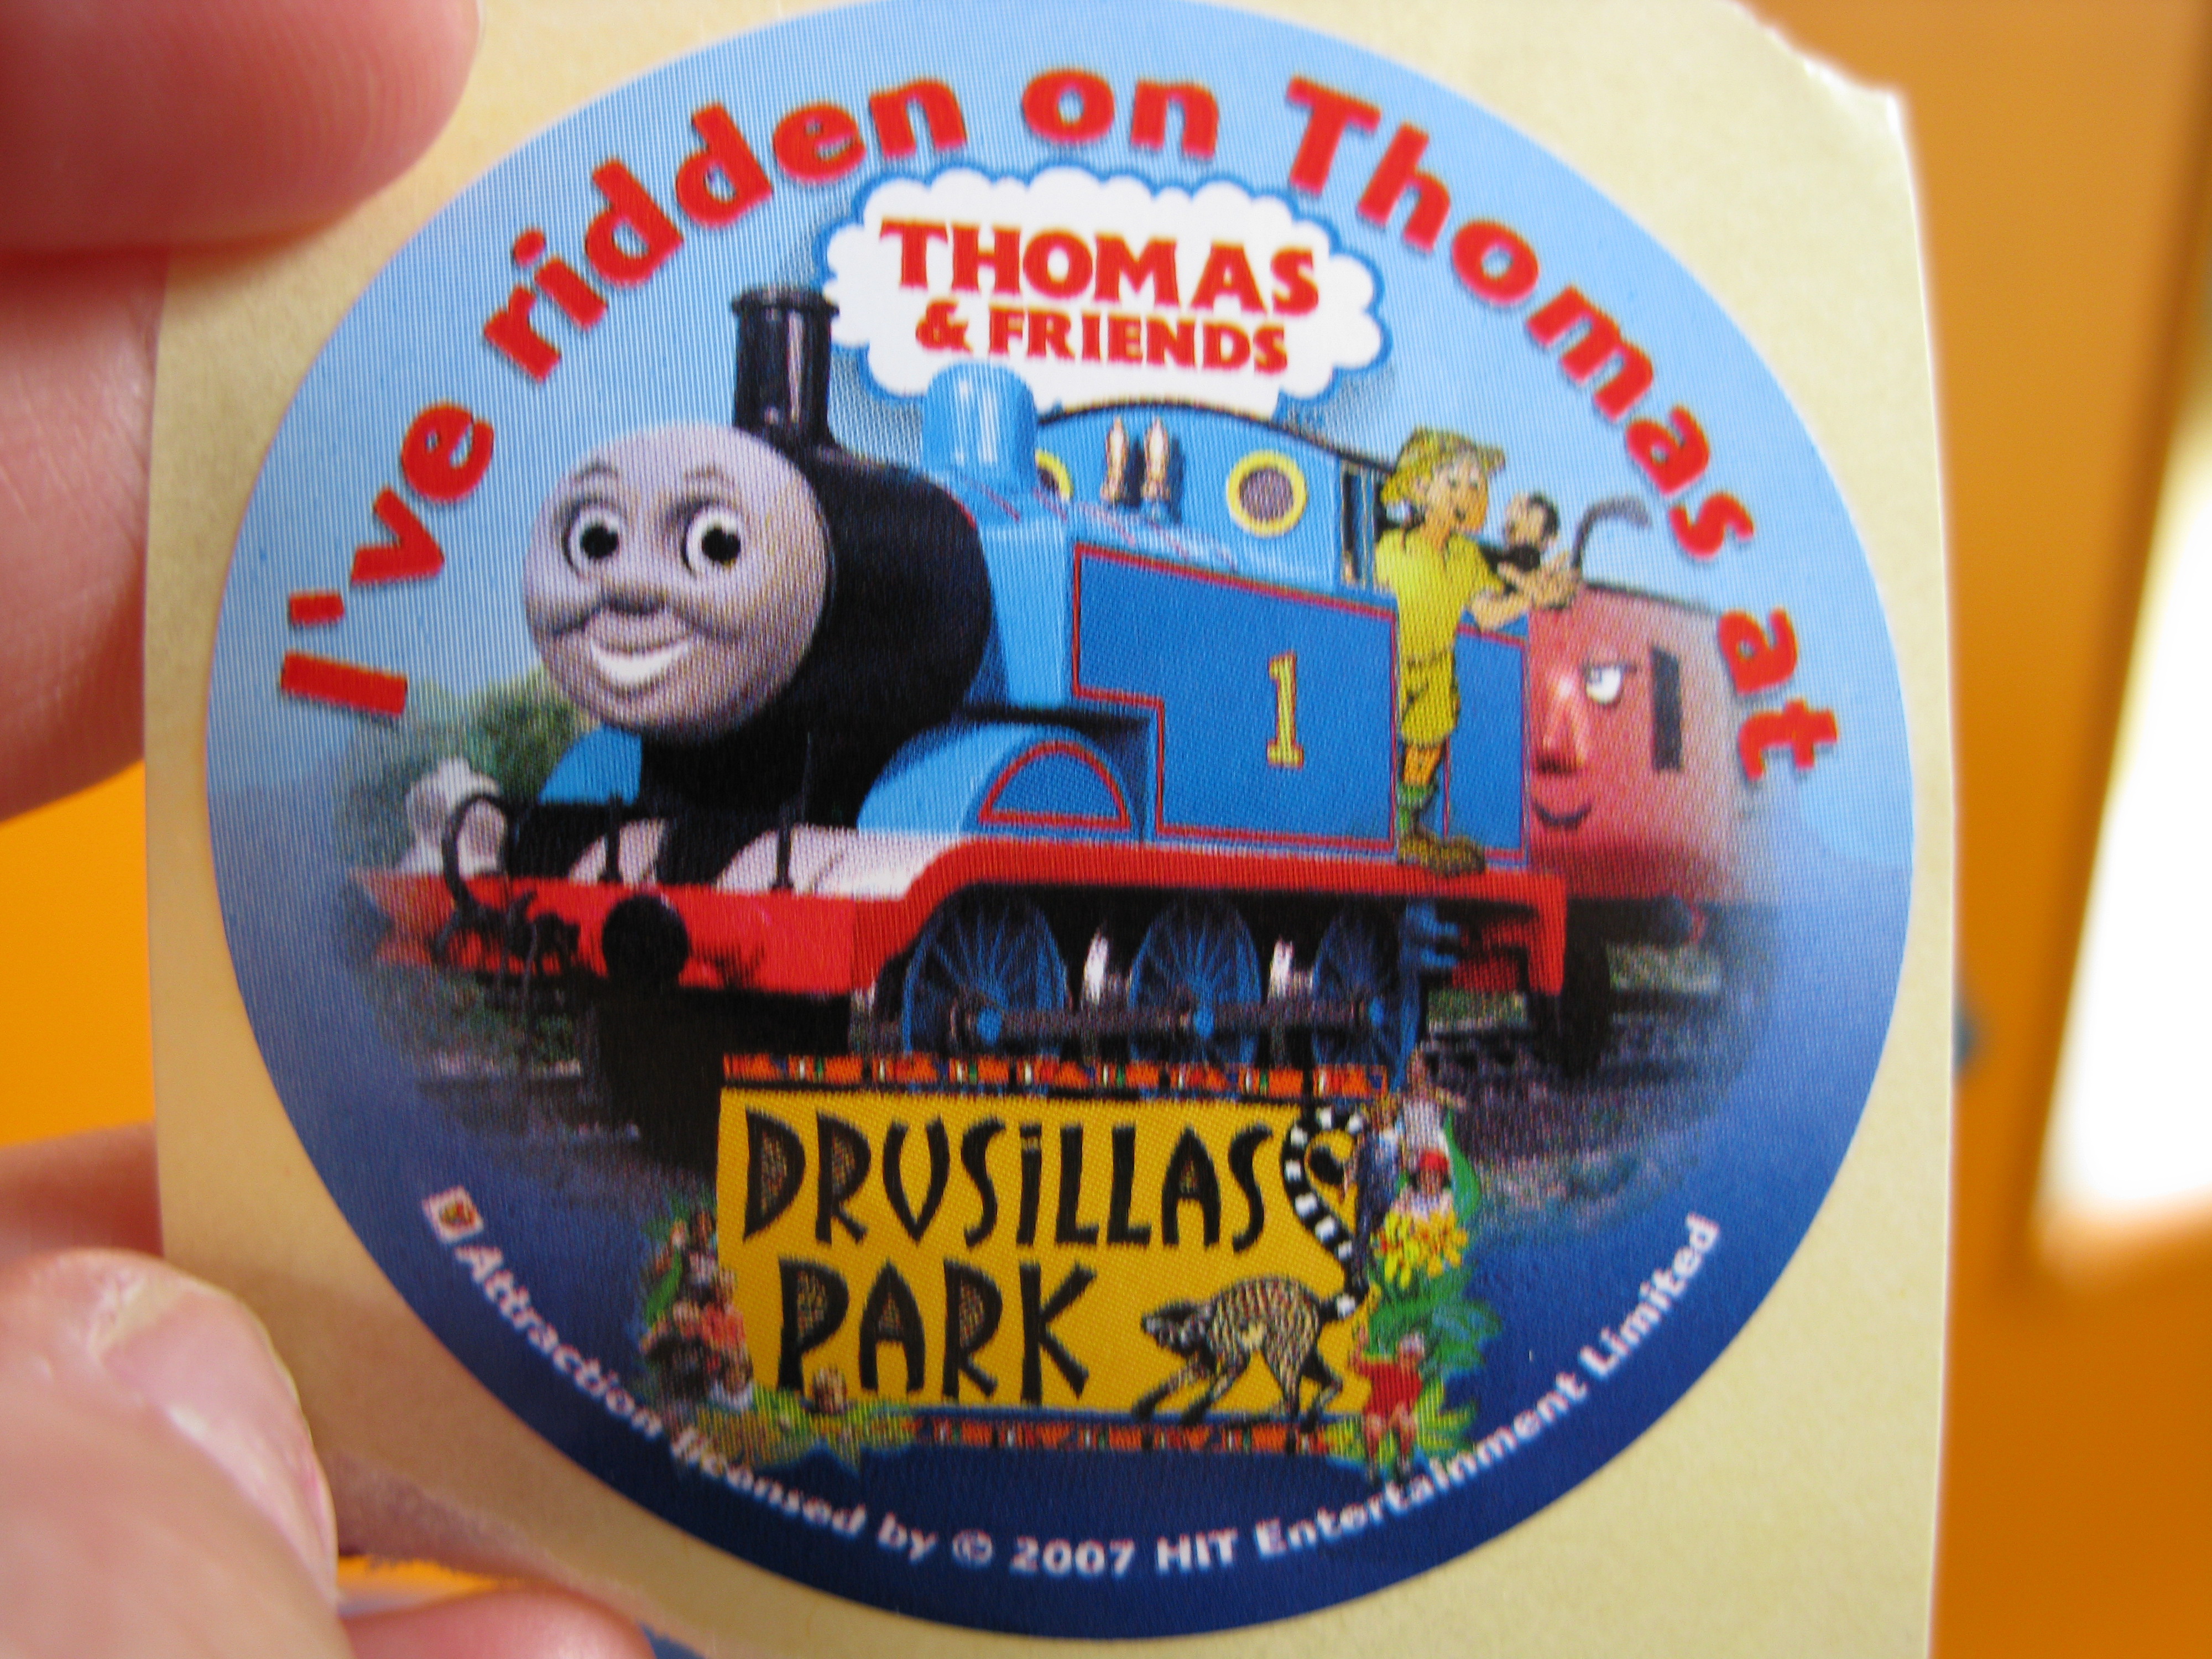 I've ridden on Thomas at
THOMAS
& FRIENDS
1
DRUSiLLAS
PARK
Attraction licensed by © 2007 HIT Entertainment Limited